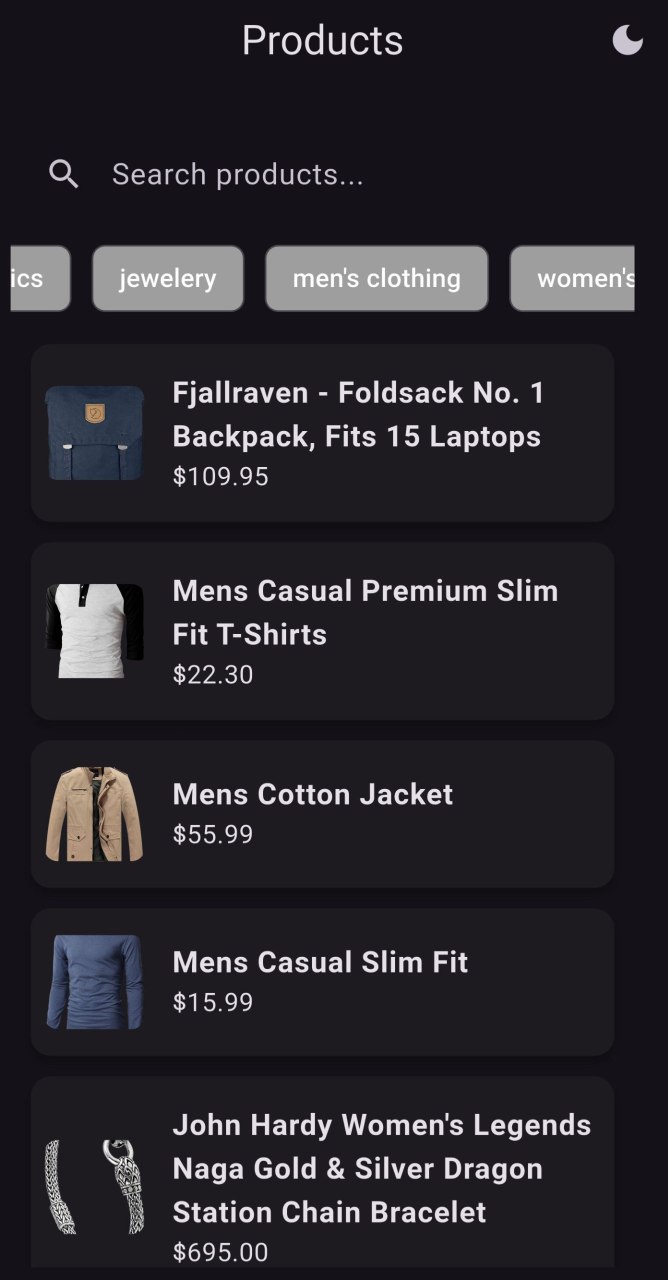 Products
Search products...
ics jewelery men's clothing women's
Fjallraven - Foldsack No. 1
Backpack, Fits 15 Laptops
$109.95
Mens Casual Premium Slim
Fit T-Shirts
$22.30
Mens Cotton Jacket
$55.99
Mens Casual Slim Fit
$15.99
John Hardy Women's Legends
Naga Gold & Silver Dragon
Station Chain Bracelet
$695.00